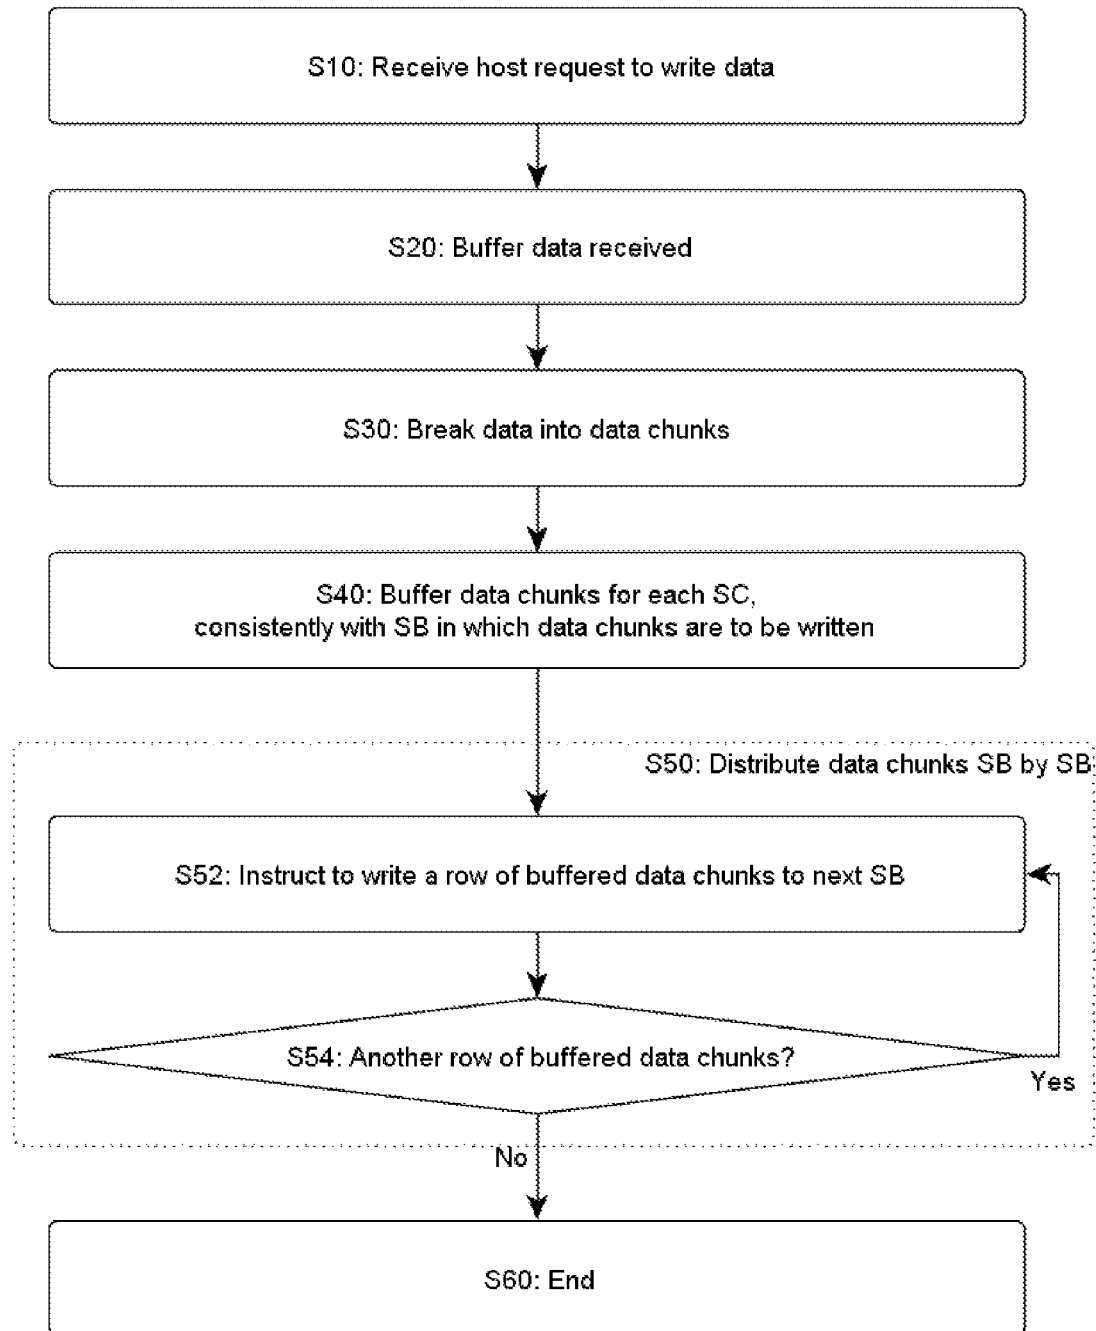 S10: Receive host request to write data
S20: Buffer data received
S30: Break data into data chunks
S40: Buffer data chunks for each SC,
consistently with SB in which data chunks are to be written
S50: Distribute data chunks SB by SB
S52: Instruct to write a row of buffered data chunks to next SB
S54: Another row of buffered data chunks?
Yes
No
S60: End